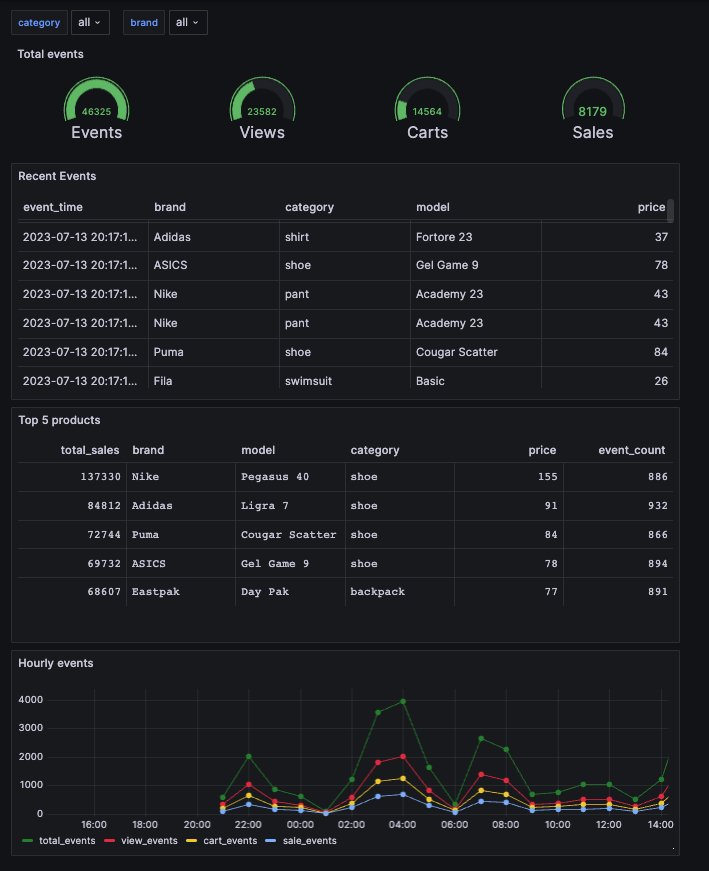 category all brand all
Total events
46325 23582 14564 8179
Events Views Carts Sales
Recent Events
event_time brand category model price
2023-07-13 20:17:1... Adidas shirt Fortore 23 37
2023-07-13 20:17:1... ASICS shoe Gel Game 9 78
2023-07-13 20:17:1... Nike pant Academy 23 43
2023-07-13 20:17:1... Nike pant Academy 23 43
2023-07-13 20:17:1... Puma shoe Cougar Scatter 84
2023-07-13 20:17:1... Fila swimsuit Basic 26
Top 5 products
total_sales brand model category price event_count
137330 Nike Pegasus 40 shoe 155 886
84812 Adidas Ligra 7 shoe 91 932
72744 Puma Cougar Scatter shoe 84 866
69732 ASICS Gel Game 9 shoe 78 894
68607 Eastpak Day Pak backpack 77 891
Hourly events
4000
3000
2000
1000
0
16:00 18:00 20:00 22:00 00:00 02:00 04:00 06:00 08:00 10:00 12:00 14:00
total_events view_events cart_events sale_events